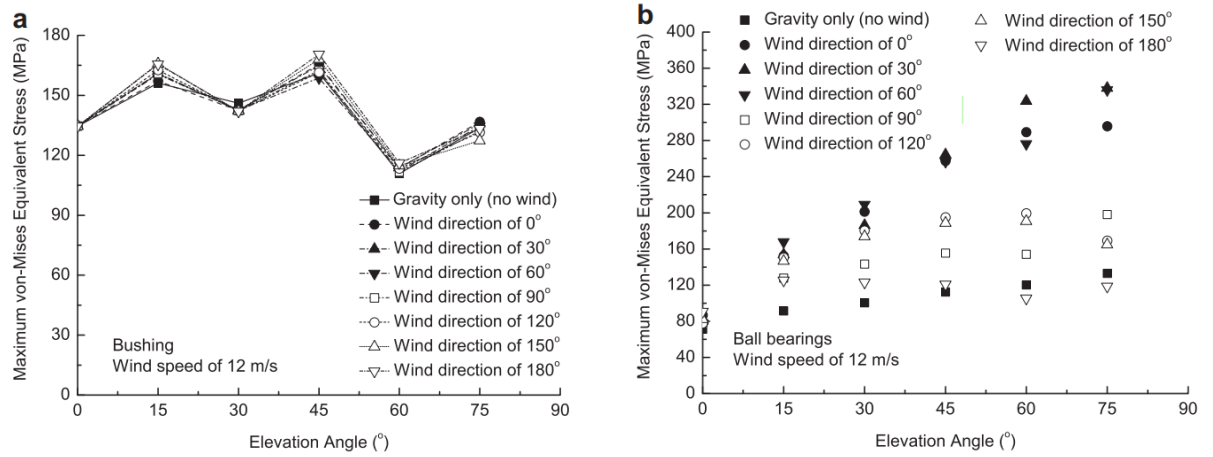 a
Maximum von-Mises Equivalent Stress (MPa)
180
150
120
90
60
30
0
Gravity only (no wind)
Wind direction of 0°
Wind direction of 30°
Wind direction of 60°
Wind direction of 90°
Wind direction of 120°
Wind direction of 150°
Wind direction of 180°
Bushing
Wind speed of 12 m/s
0 15 30 45 60 75 90
Elevation Angle (°)
b
Maximum von-Mises Equivalent Stress (MPa)
400
360
320
280
240
200
160
120
80
40
0
Gravity only (no wind)
Wind direction of 0°
Wind direction of 30°
Wind direction of 60°
Wind direction of 90°
Wind direction of 120°
Wind direction of 150°
Wind direction of 180°
Ball bearings
Wind speed of 12 m/s
0 15 30 45 60 75 90
Elevation Angle (°)